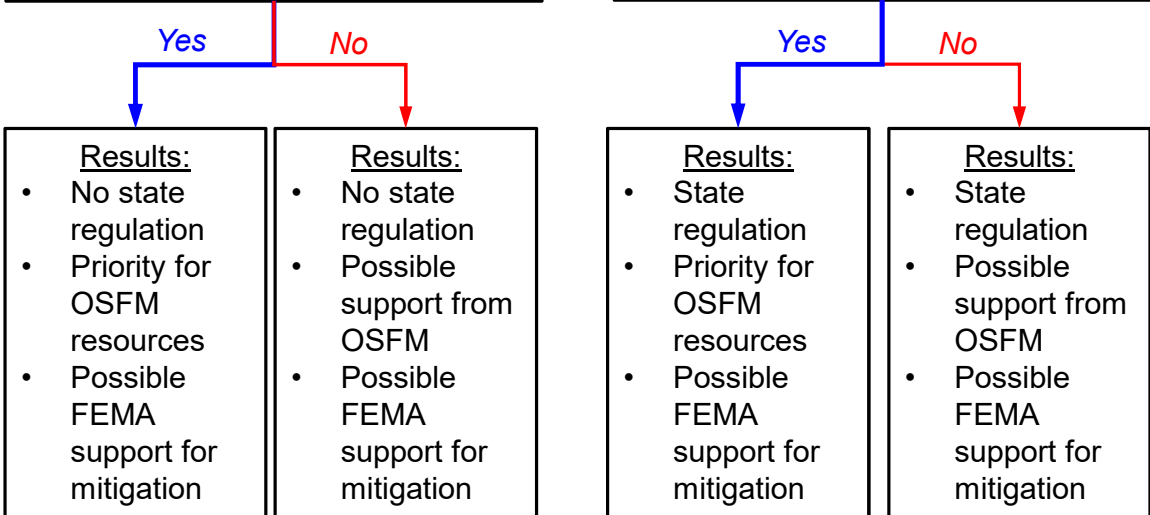 Yes
No
Yes
No
Results:
• No state
regulation
• Priority for
OSFM
resources
• Possible
FEMA
support for
mitigation
Results:
• No state
regulation
• Possible
support from
OSFM
• Possible
FEMA
support for
mitigation
Results:
• State
regulation
• Priority for
OSFM
resources
• Possible
FEMA
support for
mitigation
Results:
• State
regulation
• Possible
support from
OSFM
• Possible
FEMA
support for
mitigation